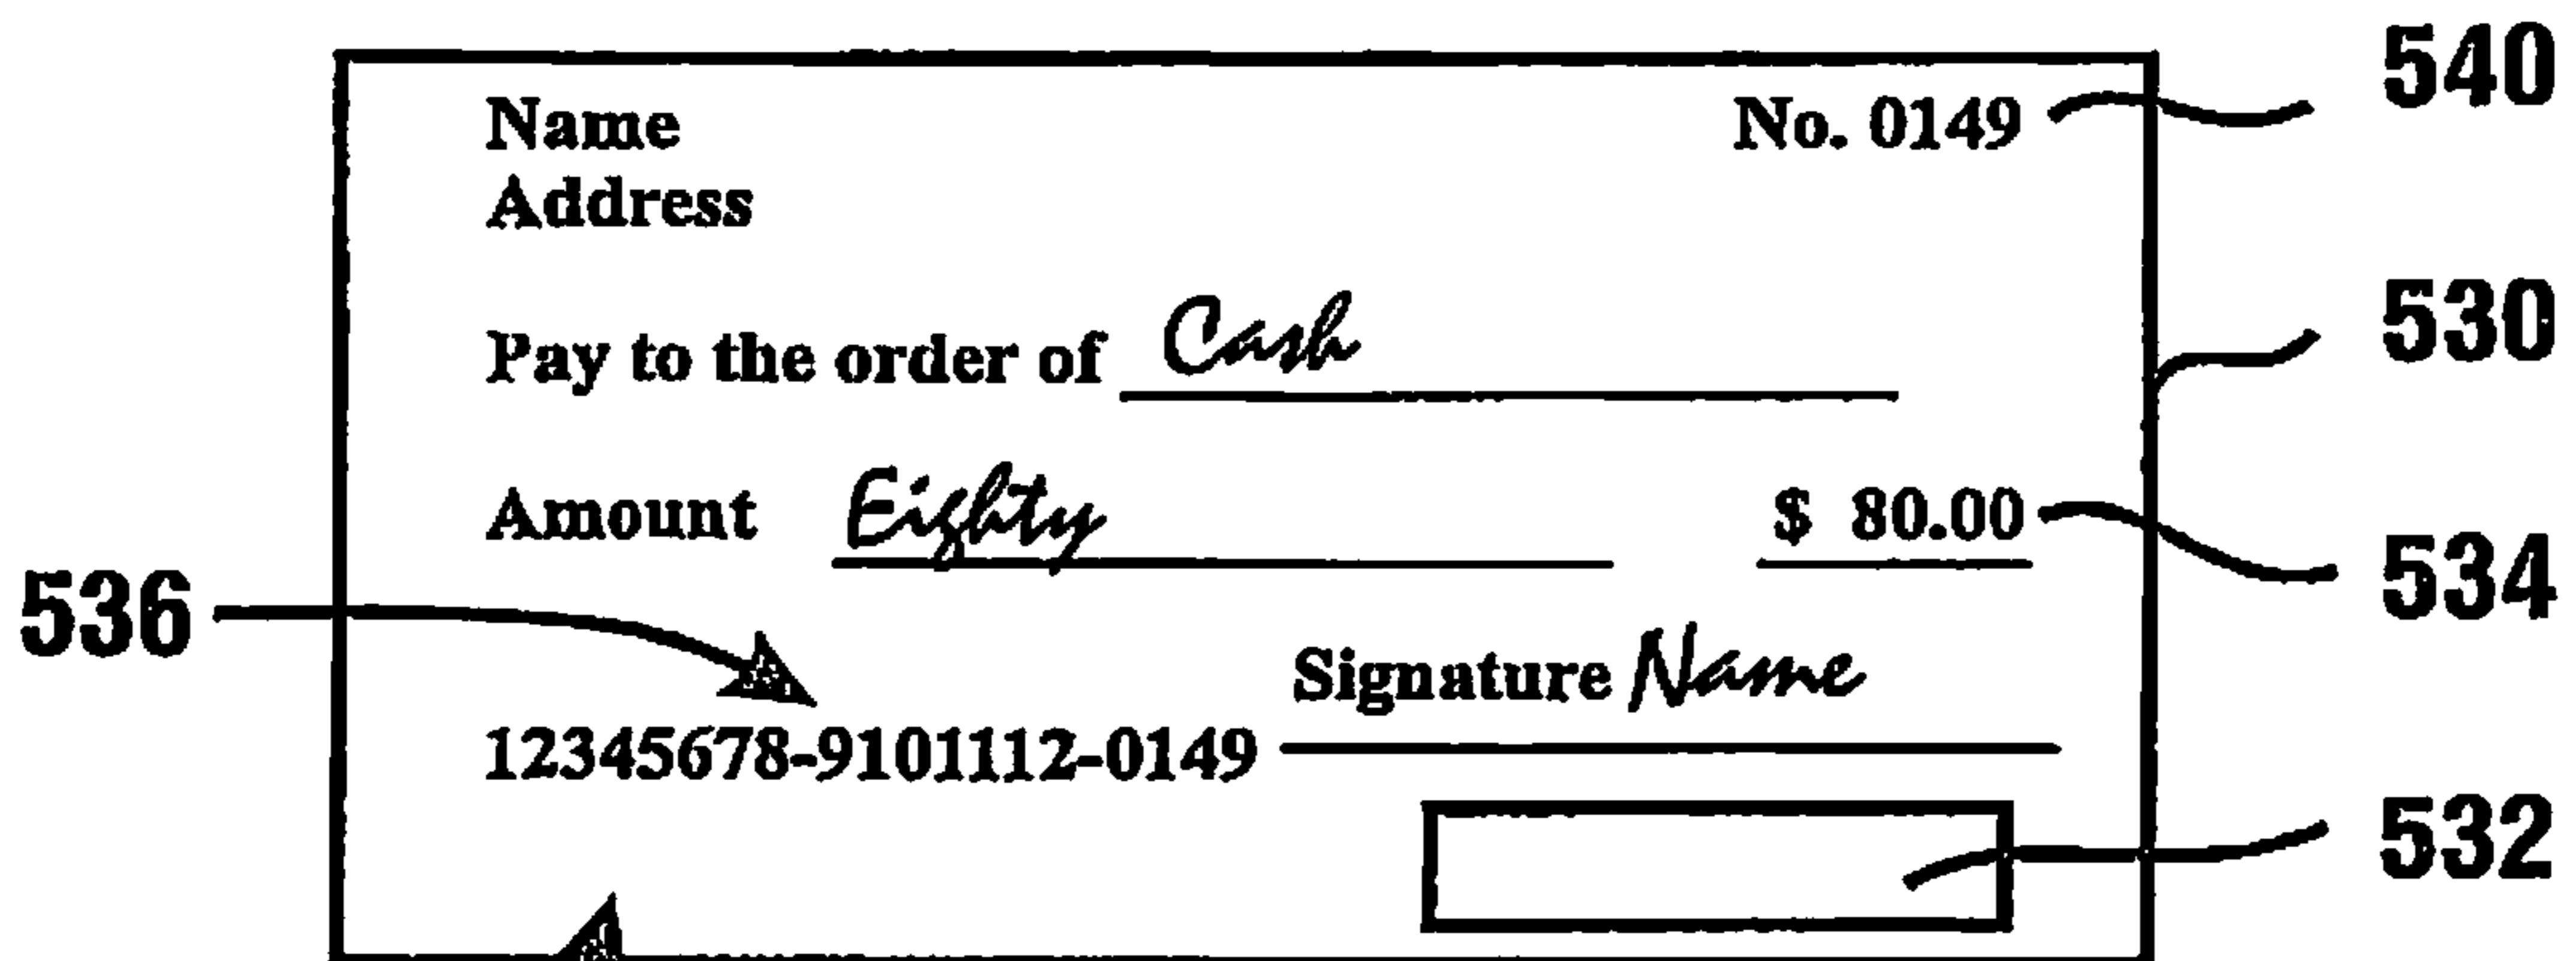 540
Name No. 0149
Address
530
Pay to the order of Cash
Amount Eighty $ 80.00
534
536
Signature Name
12345678-9101112-0149
532